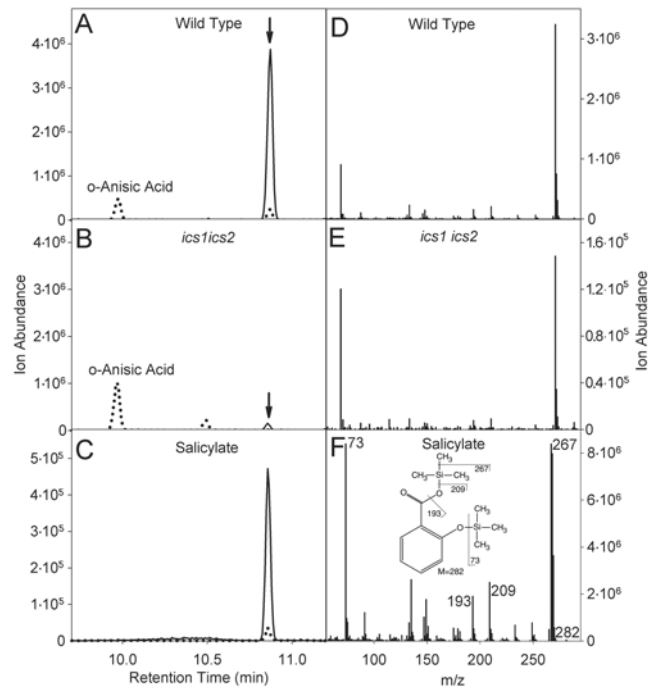 A
Wild Type
4·10⁶
3·10⁶
2·10⁶
1·10⁶
0
o-Anisic Acid
D
Wild Type
3·10⁶
2·10⁶
1·10⁶
0
B
ics1ics2
4·10⁶
3·10⁶
2·10⁶
1·10⁶
0
o-Anisic Acid
Ion Abundance
E
ics1 ics2
1.6·10⁵
1.2·10⁵
0.8·10⁵
0.4·10⁵
0
Ion Abundance
C
Salicylate
5·10⁵
4·10⁵
3·10⁵
2·10⁵
1·10⁵
0
10.0 10.5 11.0
Retention Time (min)
F
Salicylate
73
267
CH₃
CH₃ Si CH₃
267
O
209
O
193
O Si CH₃
CH₃
CH₃
73
M=282
193
209
282
8·10⁶
6·10⁶
4·10⁶
2·10⁶
0
100 150 200 250
m/z